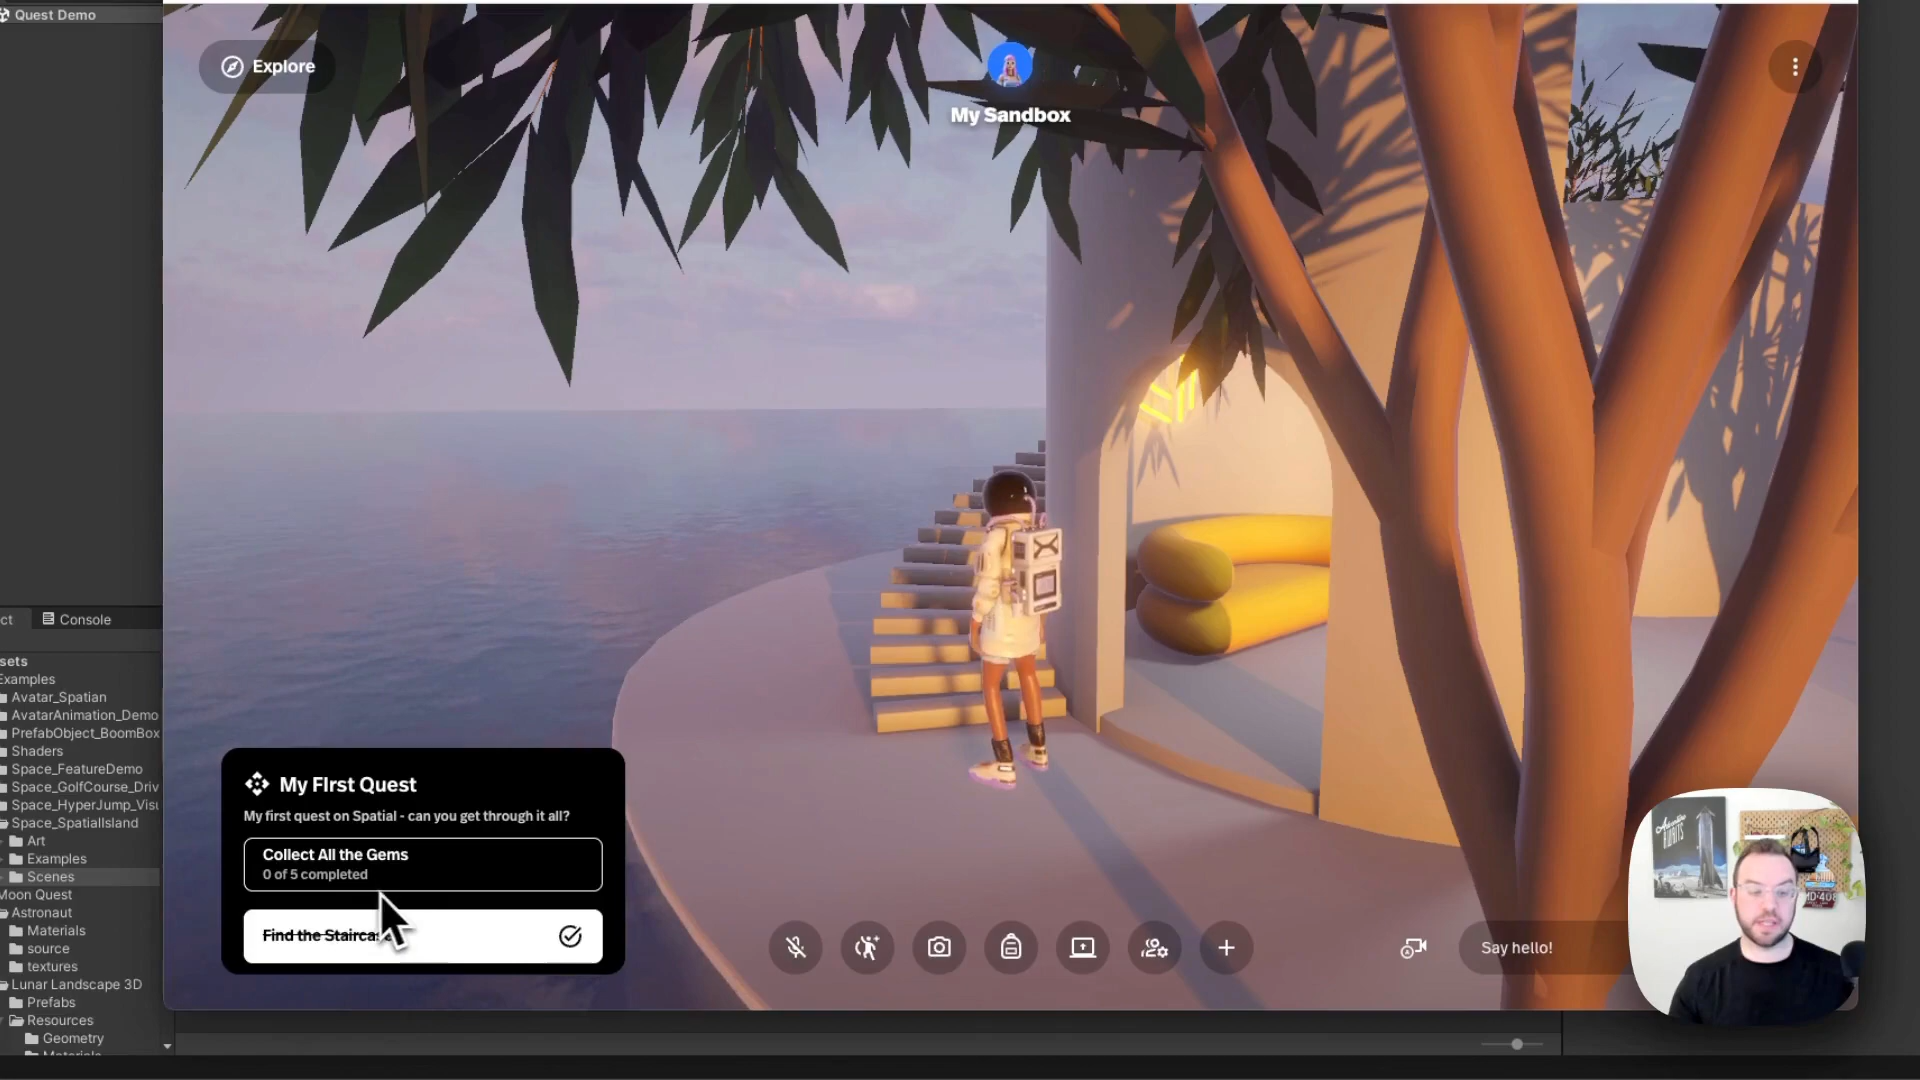 Quest Demo
Explore
My Sandbox
ct
Console
sets
Examples
Avatar_Spatian
AvatarAnimation_Demo
PrefabObject_BoomBox
Shaders
Space_FeatureDemo
Space_GolfCourse_Driv
Space_HyperJump_Visu
Space_SpatialIsland
Art
Examples
Scenes
Moon Quest
Astronaut
Materials
source
textures
Lunar Landscape 3D
Prefabs
Resources
Geometry
My FIrst Quest
My first quest on Spatial - can you get through it all?
Collect All the Gems
0 of 5 completed
Find the Stairca
Say hello!